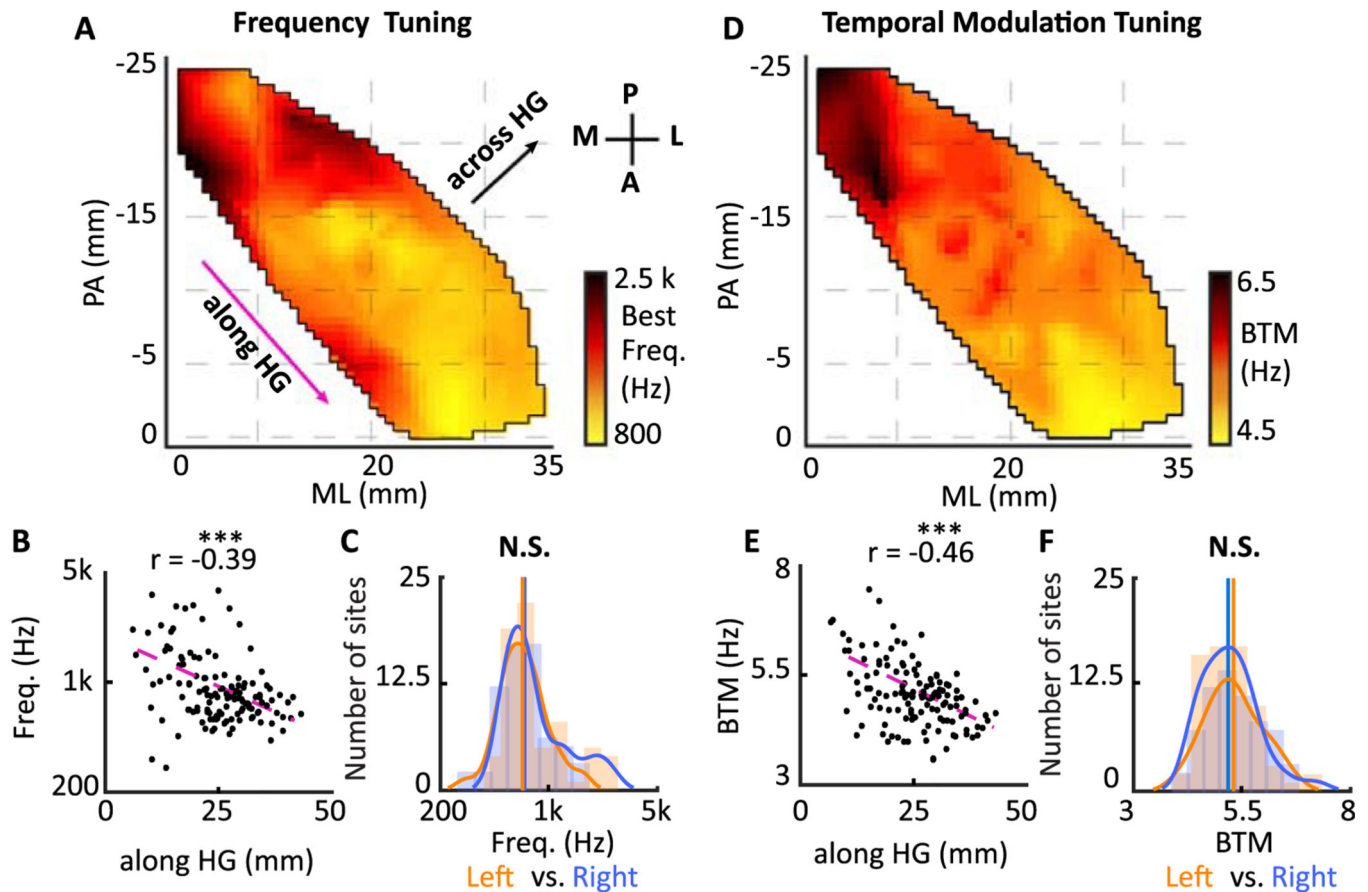 A
Frequency Tuning
-25
-15
-5
0
PA (mm)
0
20
35
ML (mm)
along HG
across HG
P
M
L
A
2.5 k
Best
Freq.
(Hz)
800
D
Temporal Modulation Tuning
-25
-15
-5
0
PA (mm)
0
20
35
ML (mm)
6.5
BTM
(Hz)
4.5
B
***
r = -0.39
5k
1k
200
Freq. (Hz)
0
25
50
along HG (mm)
C
N.S.
25
12.5
0
Number of sites
200
1k
5k
Freq. (Hz)
Left vs. Right
E
***
r = -0.46
8
5.5
3
BTM (Hz)
0
25
50
along HG (mm)
F
N.S.
25
12.5
0
Number of sites
3
5.5
8
BTM
Left vs. Right